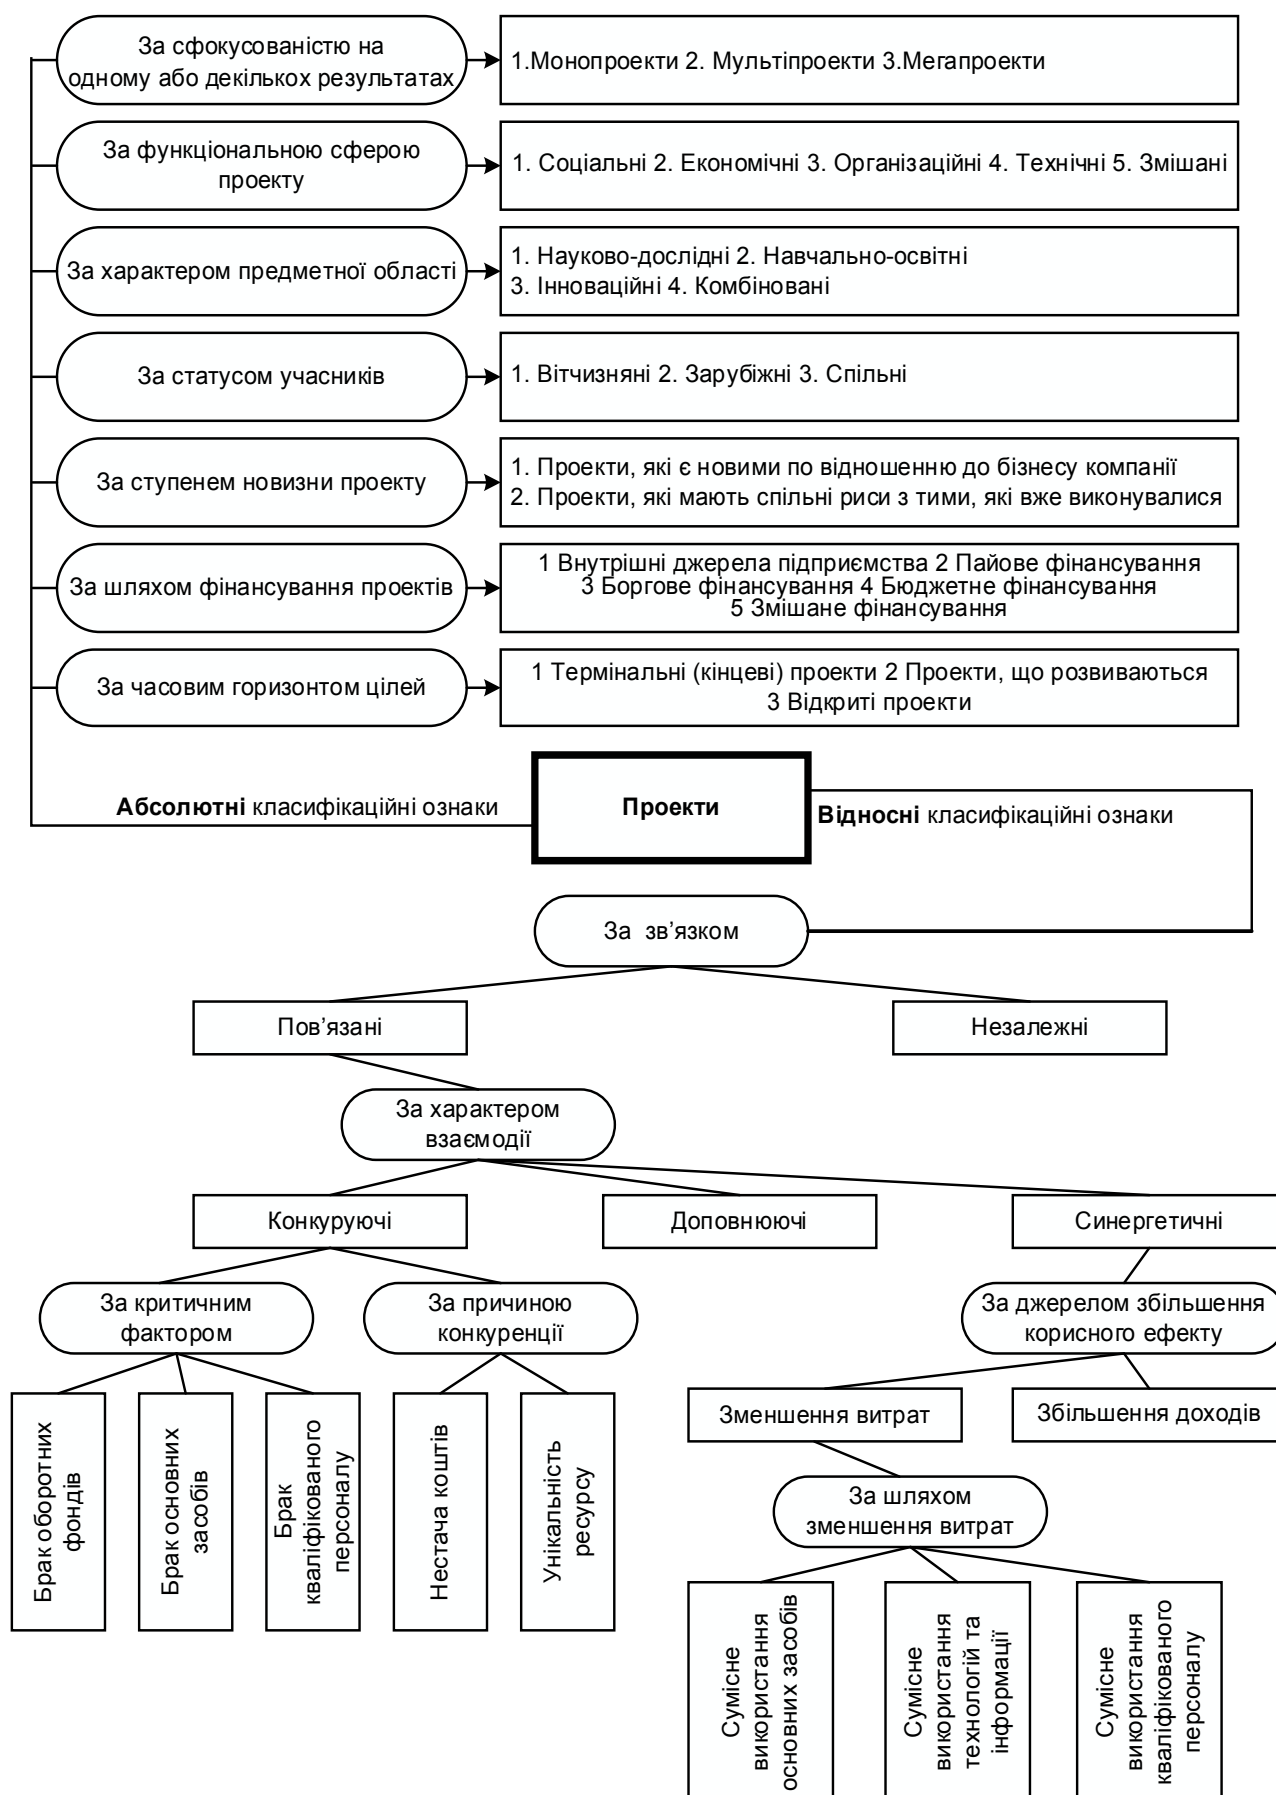 За сфокусованістю на
одному або декількох результатах
1.Монопроекти 2. Мультіпроекти 3.Мегапроекти
За функціональною сферою
проекту
1. Соціальні 2. Економічні 3. Організаційні 4. Технічні 5. Змішані
За характером предметної області
1. Науково-дослідні 2. Навчально-освітні
3. Інноваційні 4. Комбіновані
За статусом учасників
1. Вітчизняні 2. Зарубіжні 3. Спільні
За ступенем новизни проекту
1. Проекти, які є новими по відношенню до бізнесу компанії
2. Проекти, які мають спільні риси з тими, які вже виконувалися
За шляхом фінансування проектів
1 Внутрішні джерела підприємства 2 Пайове фінансування
3 Боргове фінансування 4 Бюджетне фінансування
5 Змішане фінансування
За часовим горизонтом цілей
1 Термінальні (кінцеві) проекти 2 Проекти, що розвиваються
3 Відкриті проекти
Абсолютні класифікаційні ознаки
Проекти
Відносні класифікаційні ознаки
За зв’язком
Пов’язані
Незалежні
За характером
взаємодії
Конкуруючі
Доповнюючі
Синергетичні
За критичним
фактором
За причиною
конкуренції
За джерелом збільшення
корисного ефекту
Брак оборотних
фондів
Брак основних
засобів
Брак
кваліфікованого
персоналу
Нестача коштів
Унікальність
ресурсу
Зменшення витрат
Збільшення доходів
За шляхом
зменшення витрат
Сумісне
використання
основних засобів
Сумісне
використання
технологій та
інформації
Сумісне
використання
кваліфікованого
персоналу